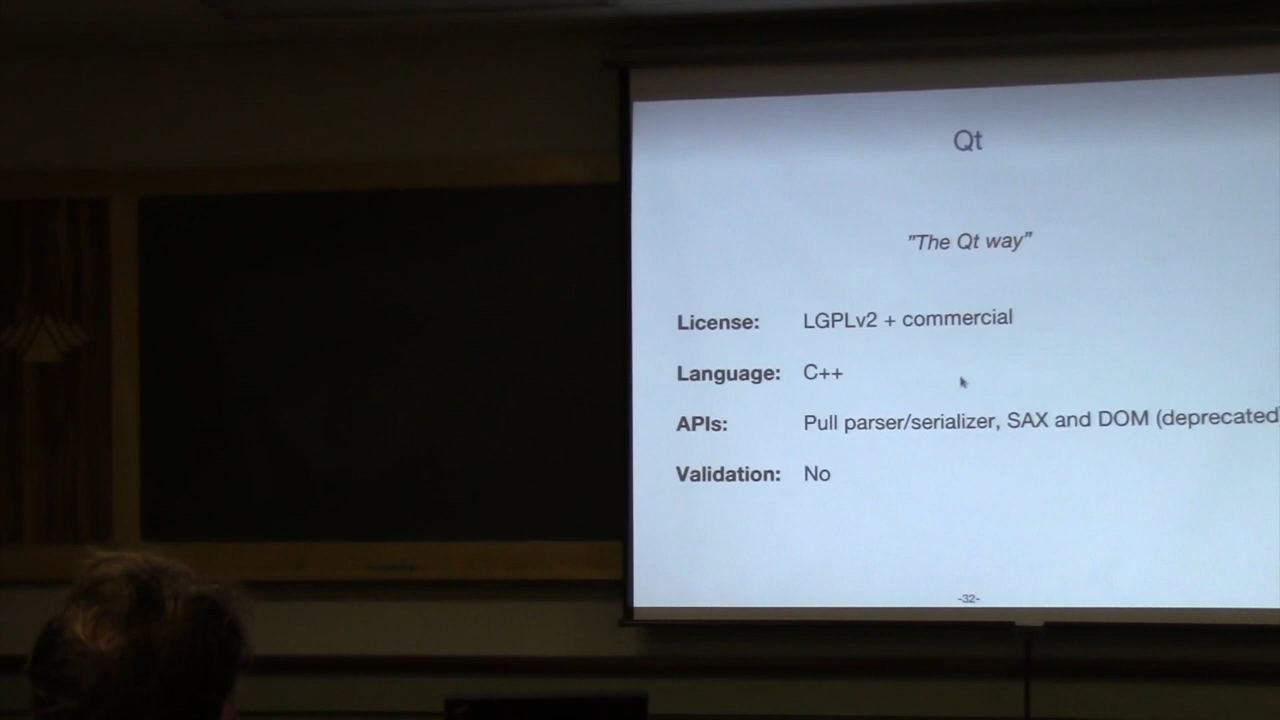 Qt
"The Qt way"
License: LGPLv2 + commercial
Language: C++
APIs: Pull parser/serializer, SAX and DOM (deprecated
Validation: No
-32-